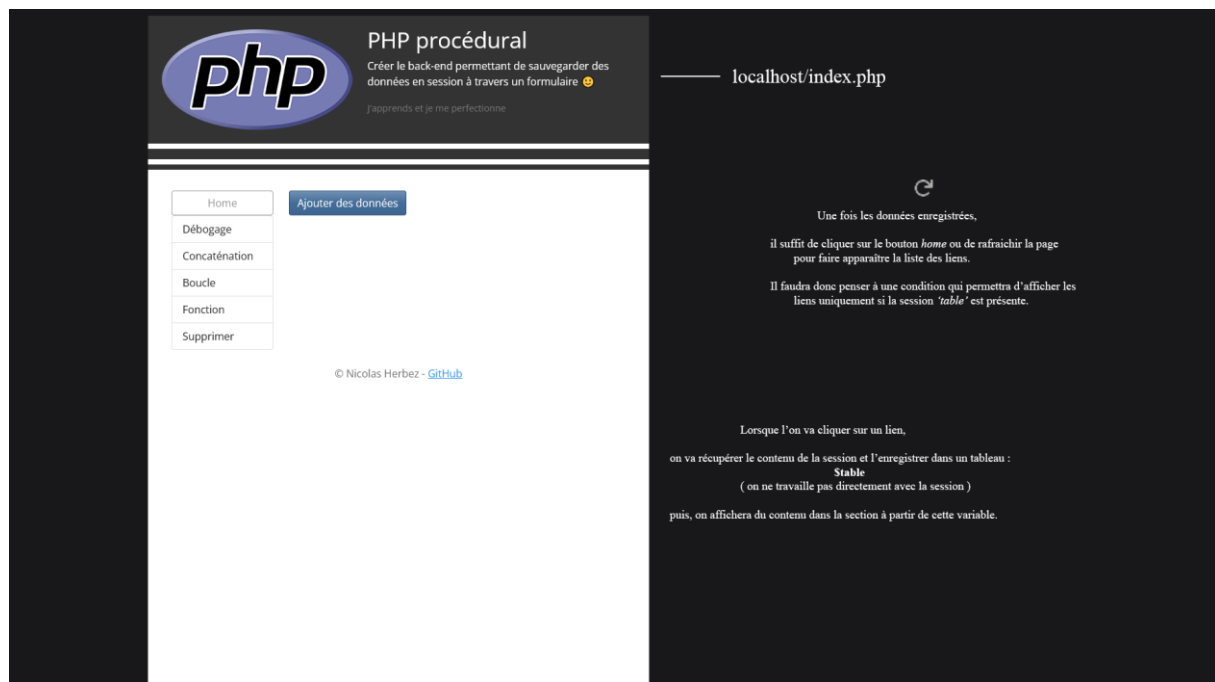 php
PHP procédural
Créer le back-end permettant de sauvegarder des
données en session à travers un formulaire 🙂
J'apprends et je me perfectionne
localhost/index.php
Home
Ajouter des données
Débogage
Concaténation
Boucle
Fonction
Supprimer
© Nicolas Herbez - GitHub
Une fois les données enregistrées,
il suffit de cliquer sur le bouton home ou de rafraichir la page
pour faire apparaître la liste des liens.
Il faudra donc penser à une condition qui permettra d’afficher les
liens uniquement si la session ‘table’ est présente.
Lorsque l’on va cliquer sur un lien,
on va récupérer le contenu de la session et l’enregistrer dans un tableau :
$table
( on ne travaille pas directement avec la session )
puis, on affichera du contenu dans la section à partir de cette variable.